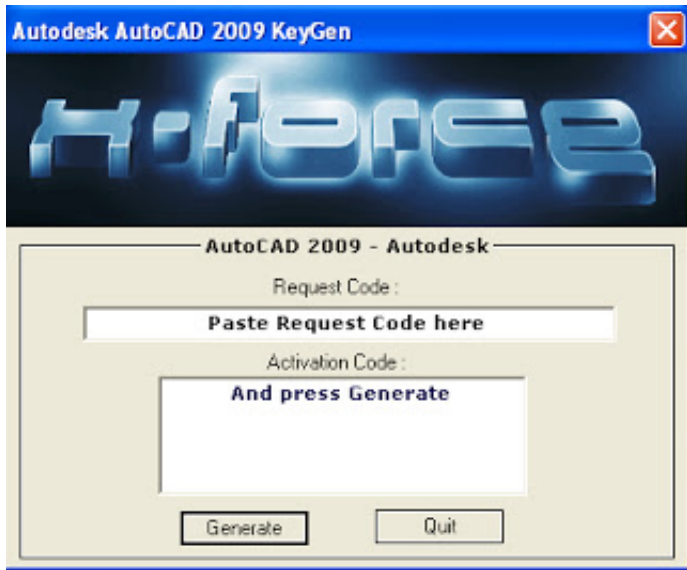 Autodesk AutoCAD 2009 KeyGen
X-force
AutoCAD 2009 - Autodesk
Request Code :
Paste Request Code here
Activation Code :
And press Generate
Generate Quit